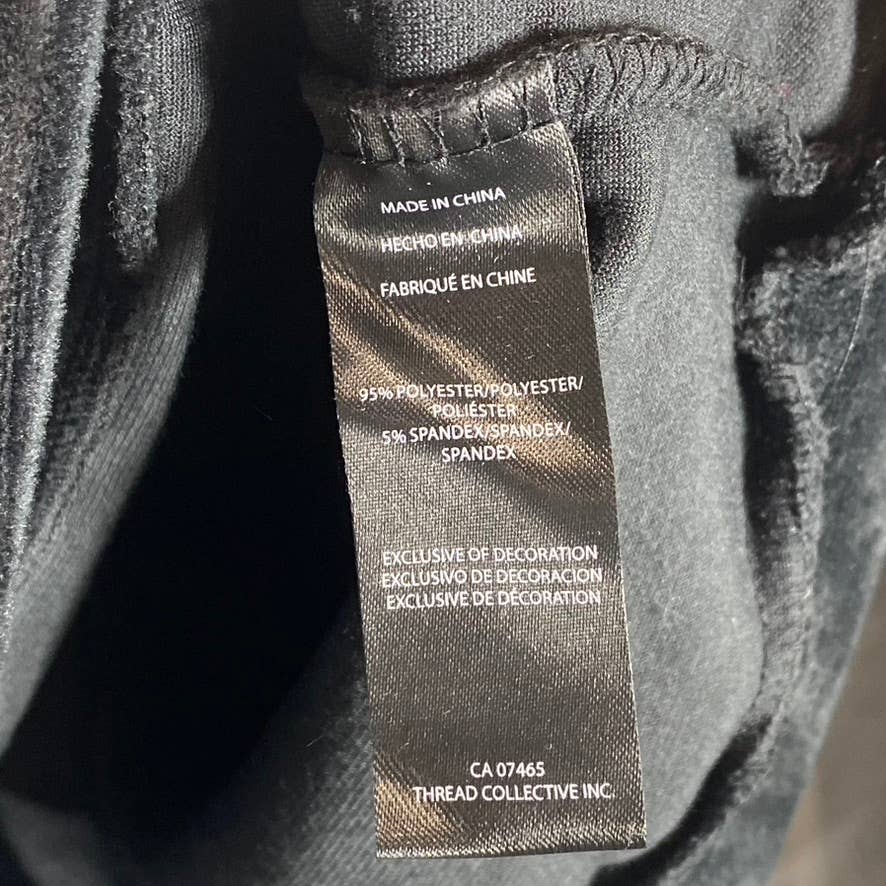 MADE IN CHINA
HECHO EN CHINA
FABRIQUÉ EN CHINE
95% POLYESTER/POLYESTER/
POLIÉSTER
5% SPANDEX/SPANDEX/
SPANDEX
EXCLUSIVE OF DECORATION
EXCLUSIVO DE DECORACION
EXCLUSIVE DE DÉCORATION
CA 07465
THREAD COLLECTIVE INC.